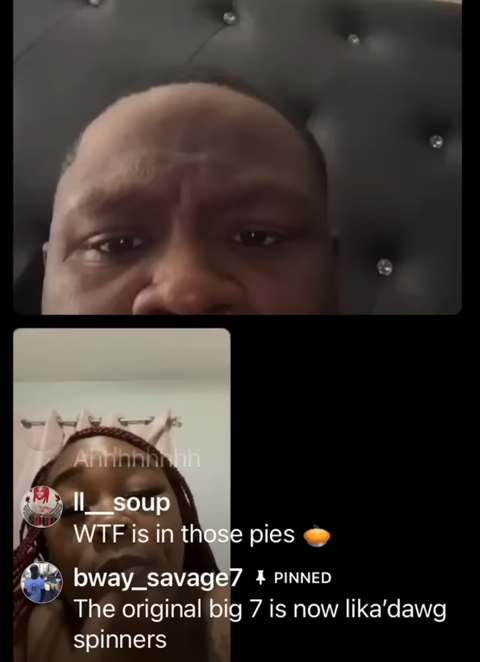 Ahhhhhhhh
ll__soup
WTF is in those pies 🥧
bway_savage7 PINNED
The original big 7 is now lika'dawg
spinners